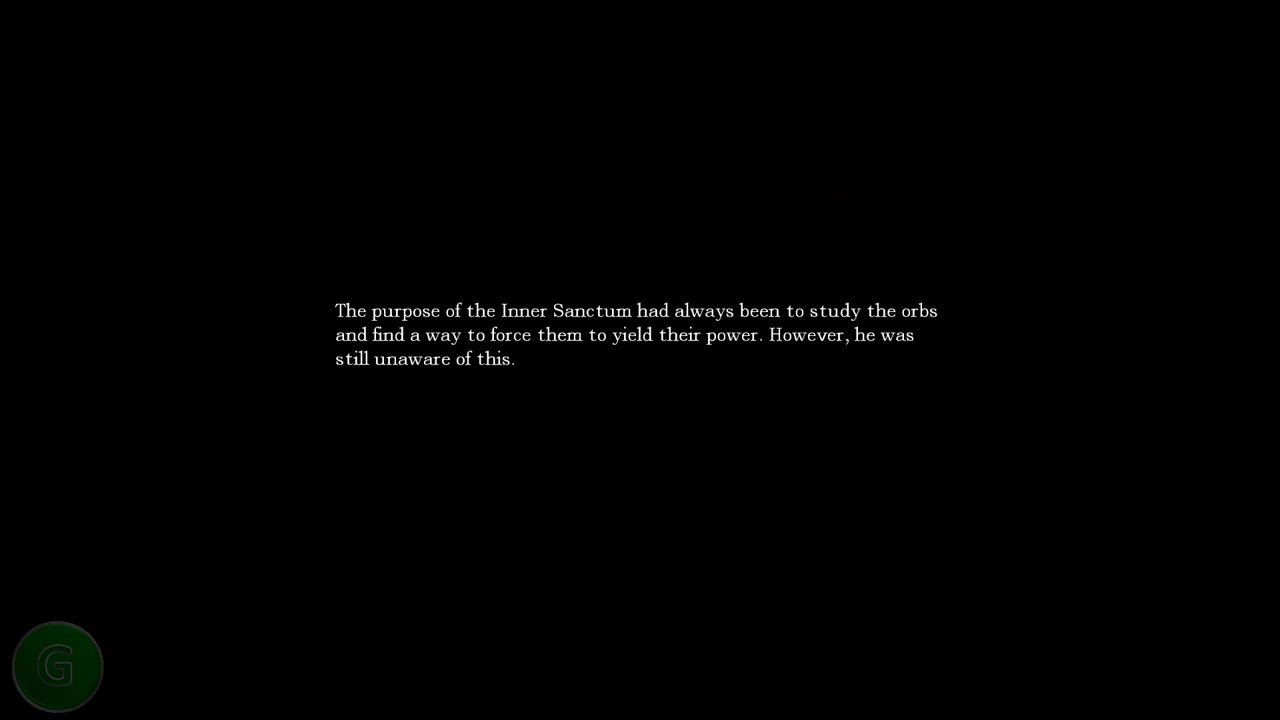 The purpose of the Inner Sanctum had always been to study the orbs
and find a way to force them to yield their power. However, he was
still unaware of this.
G